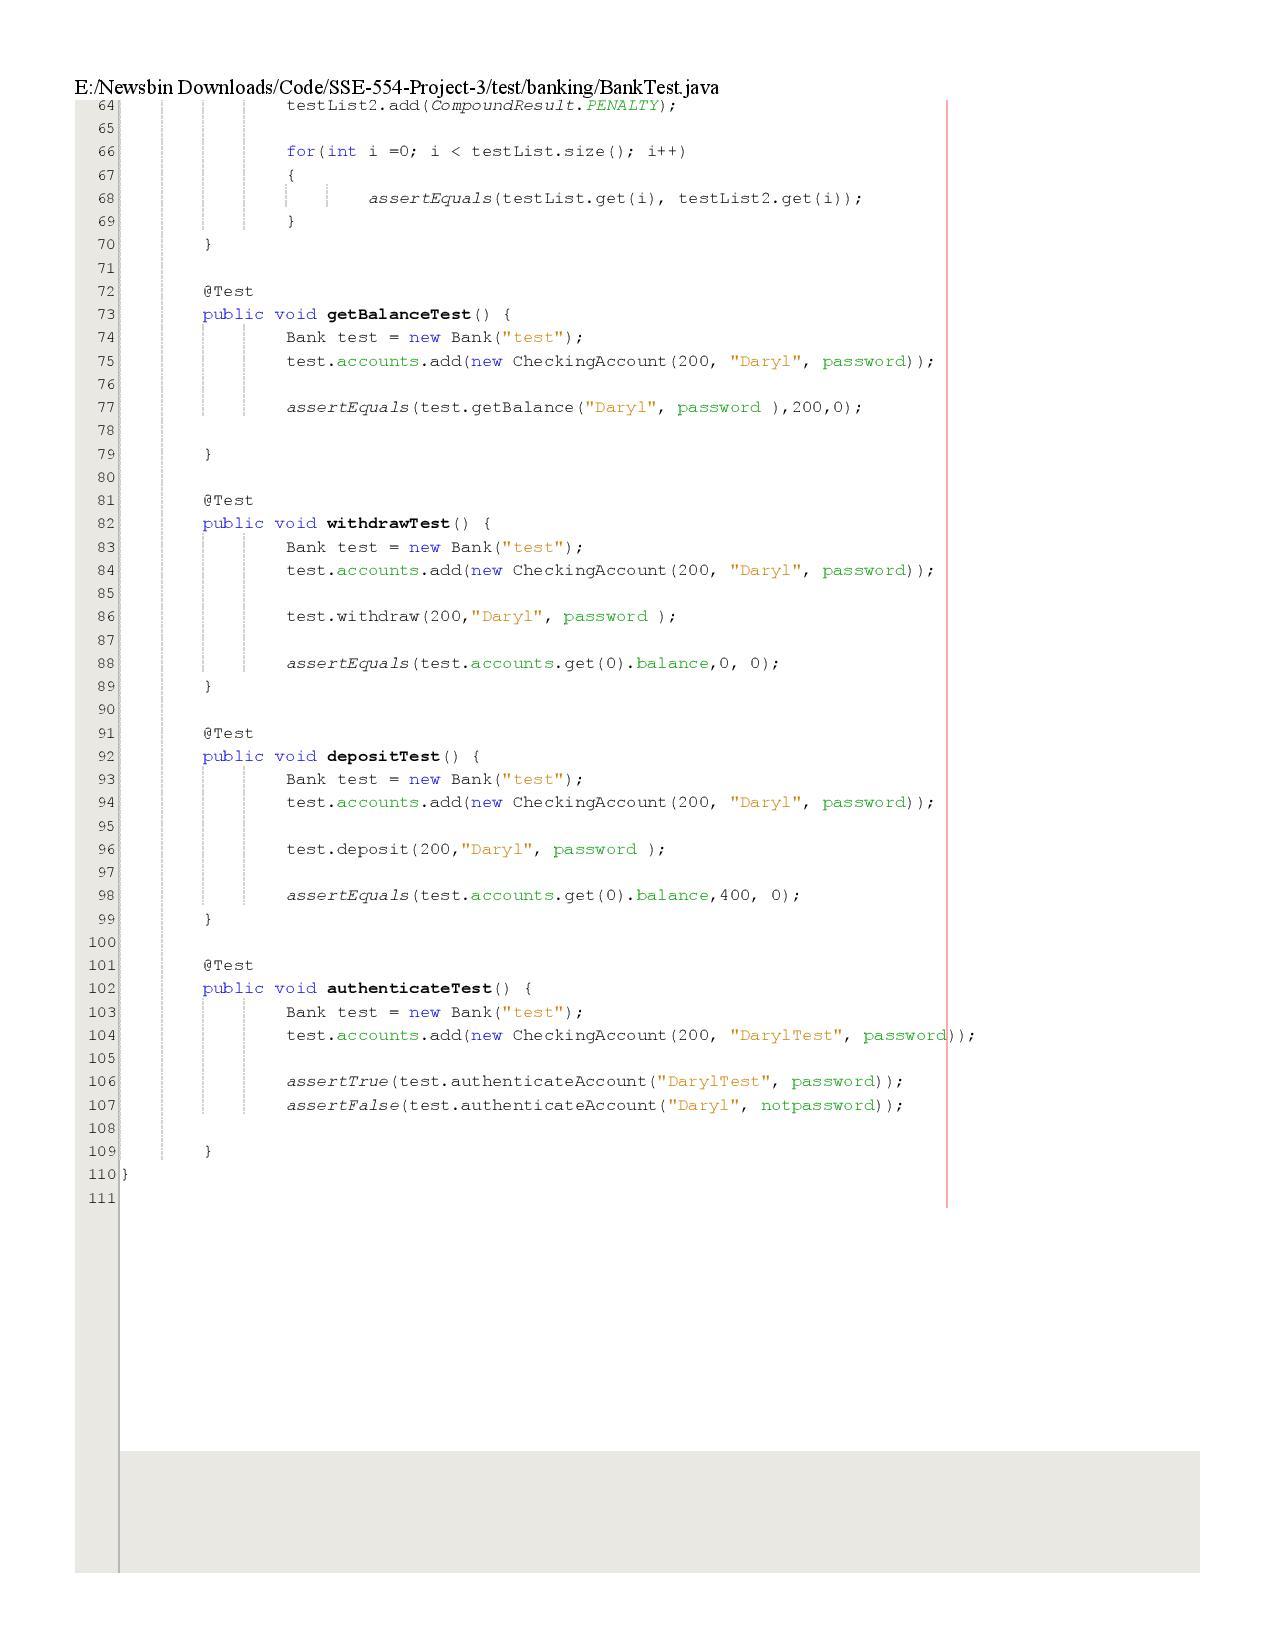 E:/Newsbin Downloads/Code/SSE-554-Project-3/test/banking/BankTest.java
64 testList2.add(CompoundResult.PENALTY);
65
66 for(int i =0; i < testList.size(); i++)
67 {
68 assertEquals(testList.get(i), testList2.get(i));
69 }
70 }
71
72 @Test
73 public void getBalanceTest() {
74 Bank test = new Bank("test");
75 test.accounts.add(new CheckingAccount(200, "Daryl", password));
76
77 assertEquals(test.getBalance("Daryl", password ),200,0);
78
79 }
80
81 @Test
82 public void withdrawTest() {
83 Bank test = new Bank("test");
84 test.accounts.add(new CheckingAccount(200, "Daryl", password));
85
86 test.withdraw(200,"Daryl", password );
87
88 assertEquals(test.accounts.get(0).balance,0, 0);
89 }
90
91 @Test
92 public void depositTest() {
93 Bank test = new Bank("test");
94 test.accounts.add(new CheckingAccount(200, "Daryl", password));
95
96 test.deposit(200,"Daryl", password );
97
98 assertEquals(test.accounts.get(0).balance,400, 0);
99 }
100
101 @Test
102 public void authenticateTest() {
103 Bank test = new Bank("test");
104 test.accounts.add(new CheckingAccount(200, "DarylTest", password));
105
106 assertTrue(test.authenticateAccount("DarylTest", password));
107 assertFalse(test.authenticateAccount("Daryl", notpassword));
108
109 }
110 }
111